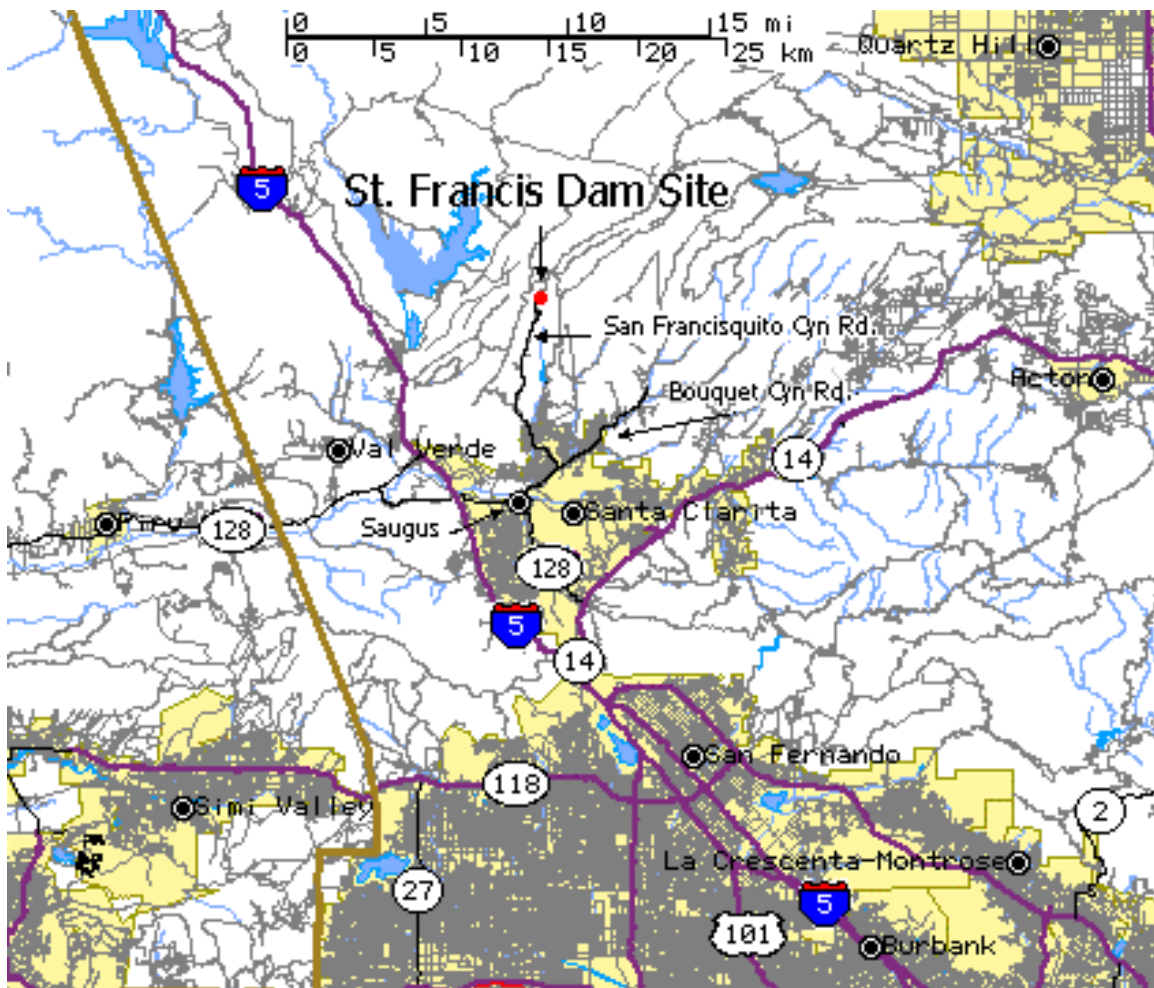 0 5 10 15 mi
0 5 10 15 20 25 km
Quartz Hill
5
St. Francis Dam Site
San Francisquito Cyn Rd.
Acton
Bouquet Cyn Rd.
Val Verde
14
Piru
128
Saugus
Santa Clarita
128
5
14
San Fernando
118
Simi Valley
2
La Crescenta-Montrose
27
5
101
Burbank